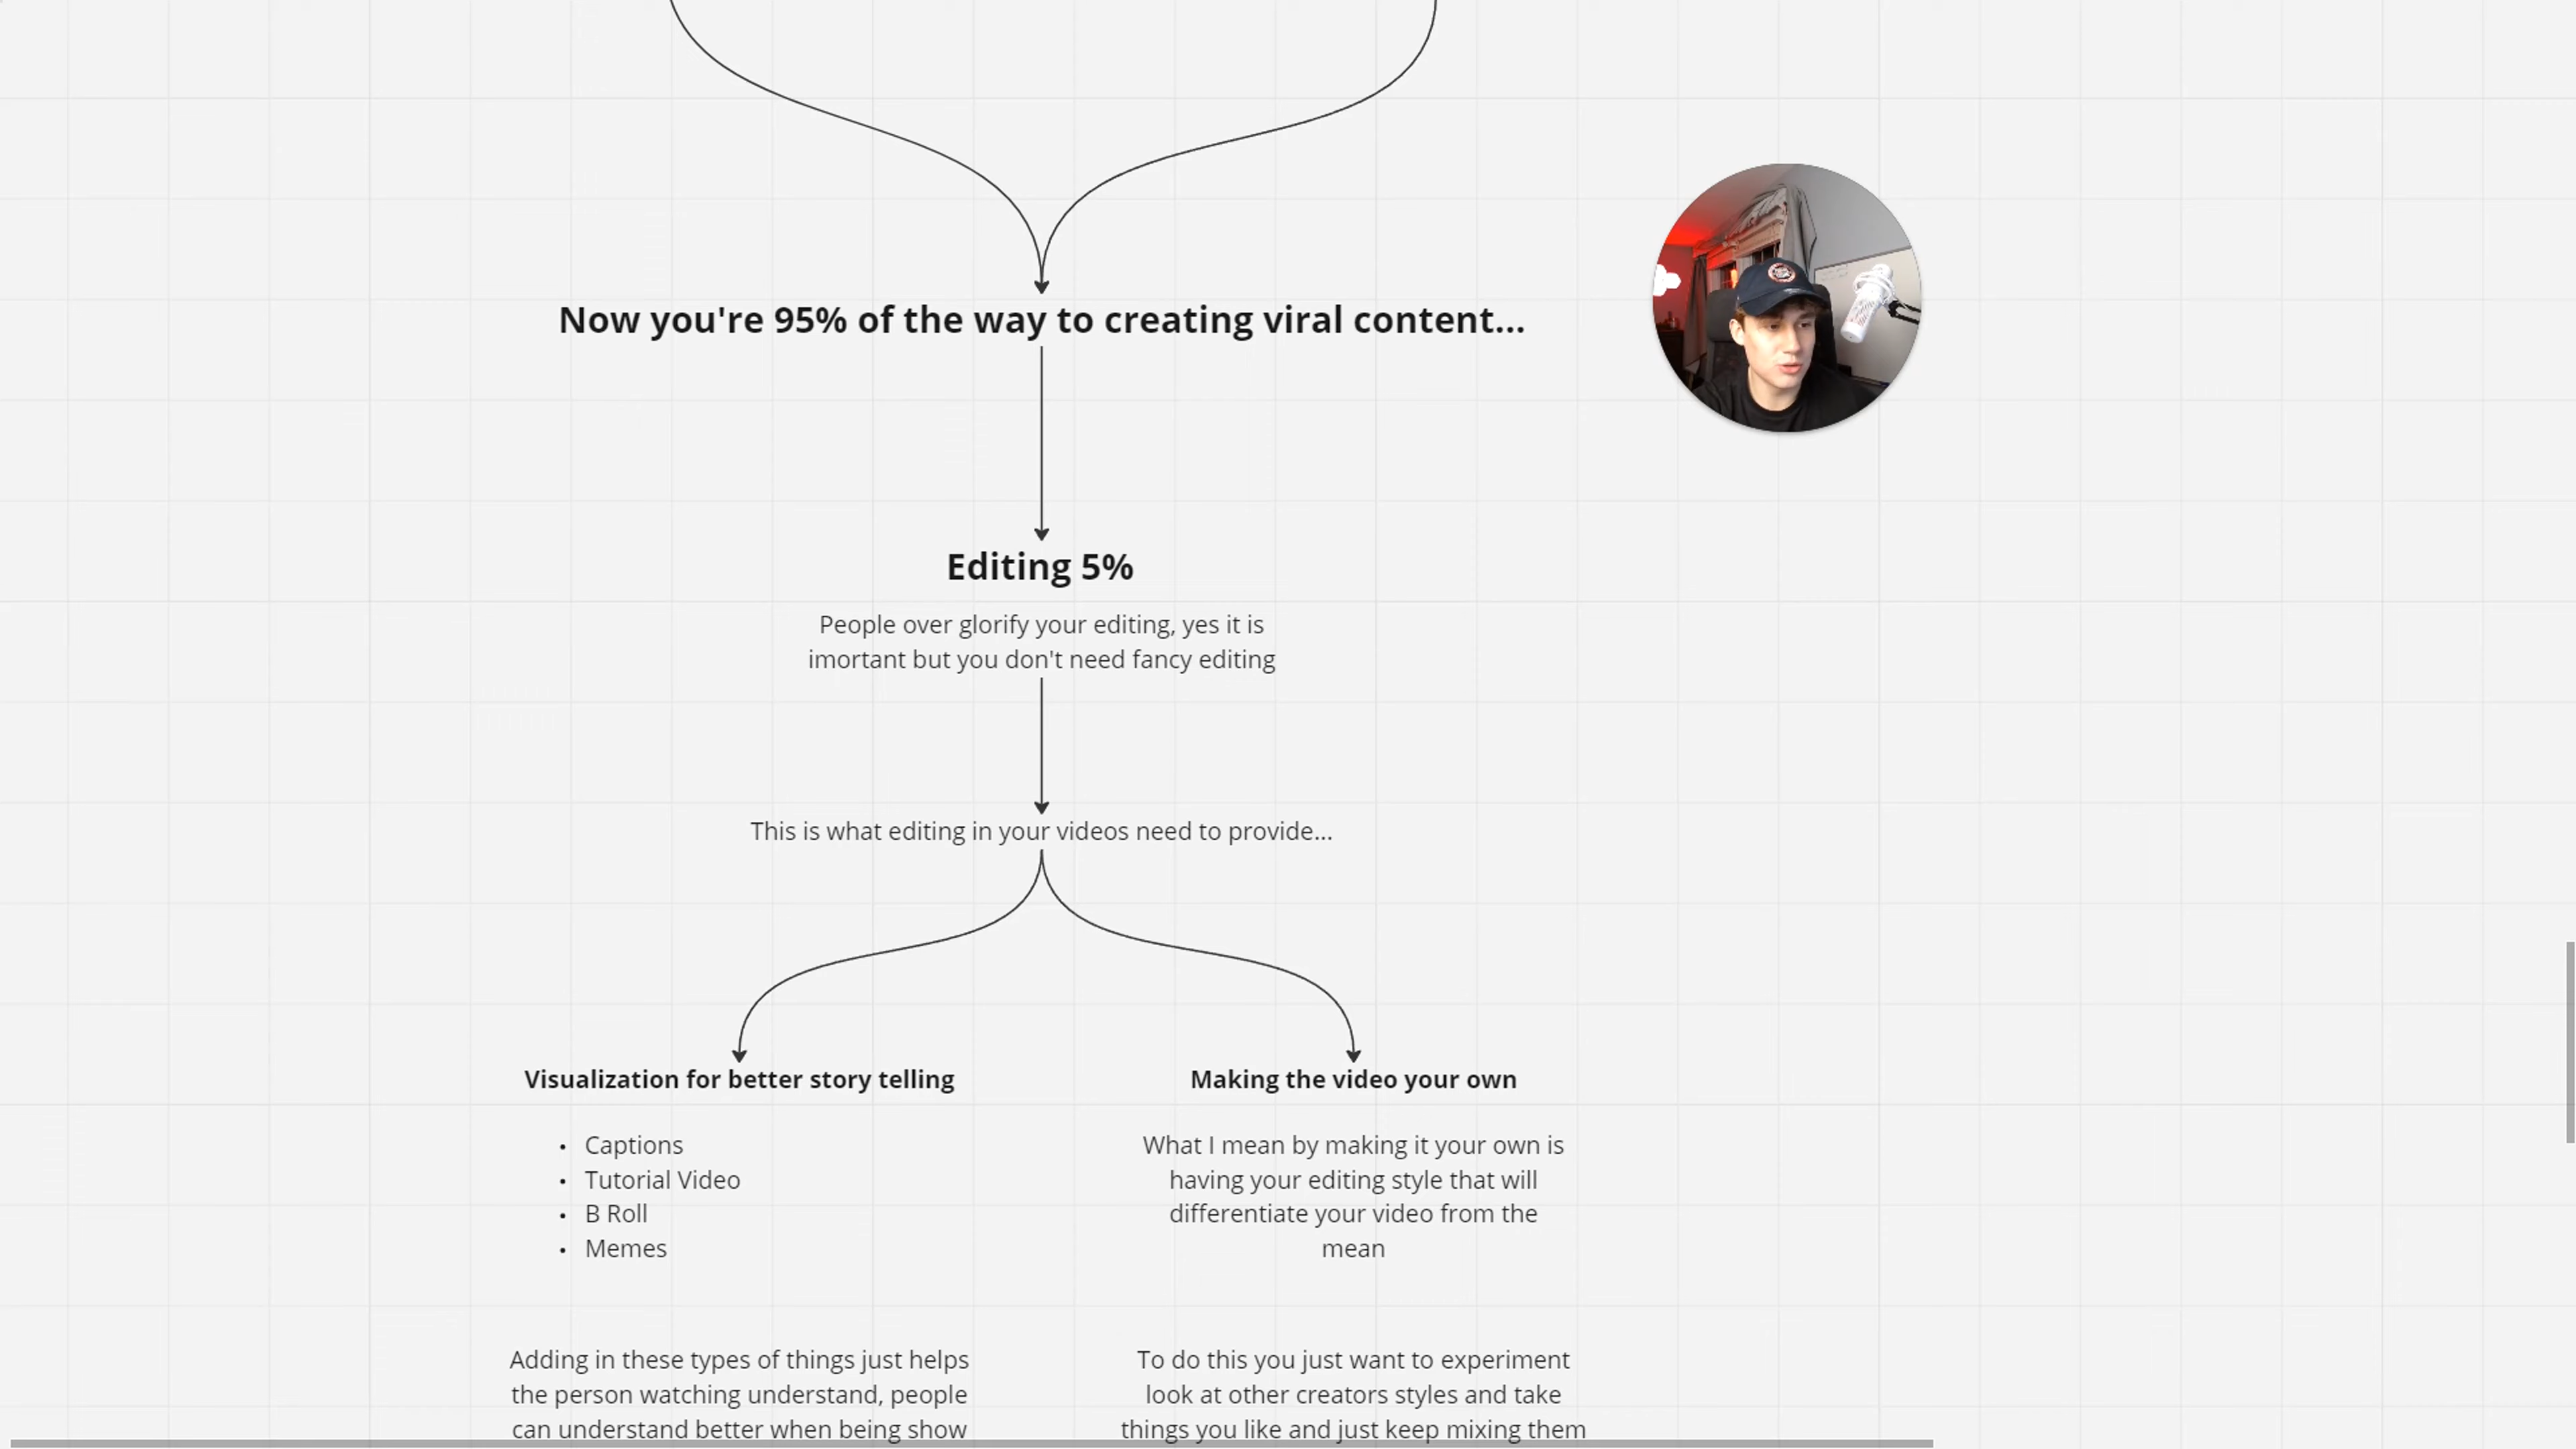 Now you're 95% of the way to creating viral content...
Editing 5%
People over glorify your editing, yes it is
imortant but you don't need fancy editing
This is what editing in your videos need to provide...
Visualization for better story telling
• Captions
• Tutorial Video
• B Roll
• Memes
Adding in these types of things just helps
the person watching understand, people
can understand better when being show
Making the video your own
What I mean by making it your own is
having your editing style that will
differentiate your video from the
mean
To do this you just want to experiment
look at other creators styles and take
things you like and just keep mixing them